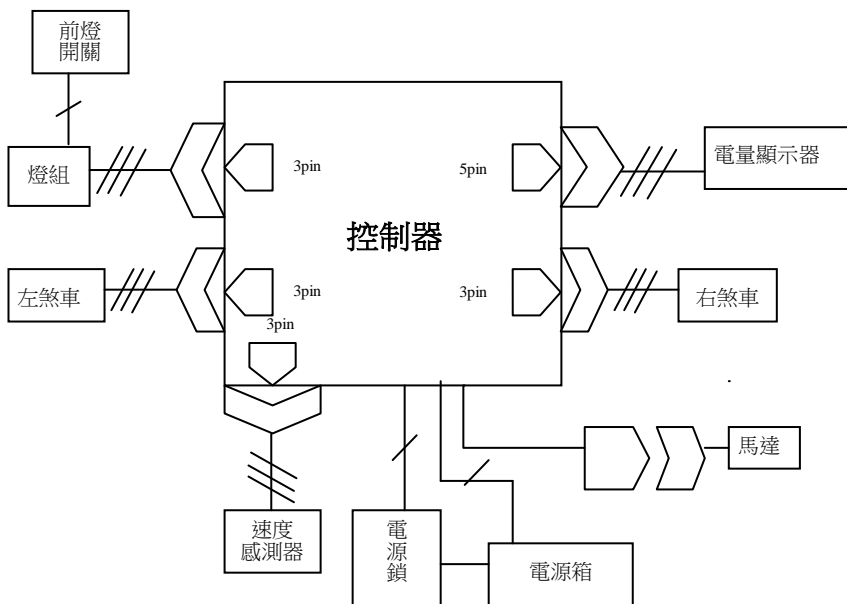 前燈
開關
燈組
3pin
5pin
電量顯示器
控制器
左煞車
3pin
3pin
右煞車
3pin
馬達
速度
感測器
電
源
鎖
電源箱